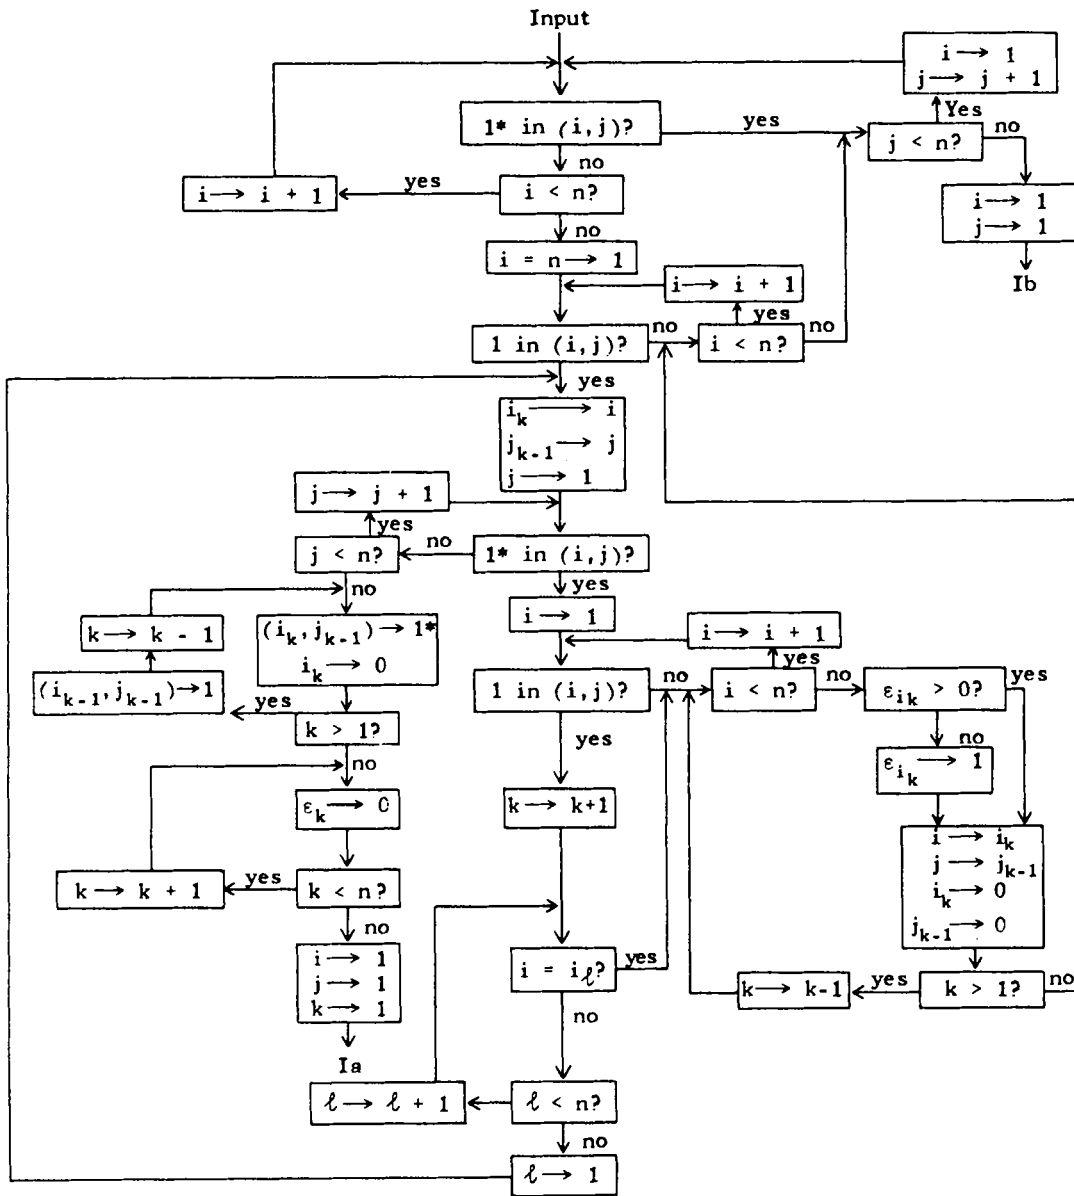 Input
i → 1
j → j + 1
1* in (i,j)?
yes
Yes
j < n?
no
no
i → i + 1
yes
i < n?
i → 1
j → 1
no
i = n → 1
i → i + 1
Ib
yes
1 in (i,j)?
no
i < n?
no
yes
i_k → i
j_{k-1} → j
j → 1
j → j + 1
yes
j < n?
no
1* in (i,j)?
no
yes
k → k - 1
(i_k, j_{k-1}) → 1*
i_k → 0
i → 1
i → i + 1
yes
(i_{k-1}, j_{k-1}) → 1
1 in (i,j)?
no
i < n?
no
ε_{i_k} > 0?
yes
yes
k > 1?
no
yes
no
ε_{i_k} → 1
ε_k → 0
k → k+1
i → i_k
j → j_{k-1}
i_k → 0
j_{k-1} → 0
k → k + 1
yes
k < n?
no
i → 1
j → 1
k → 1
i = i_ℓ?
yes
k → k-1
yes
k > 1?
no
no
Ia
ℓ → ℓ + 1
ℓ < n?
no
ℓ → 1